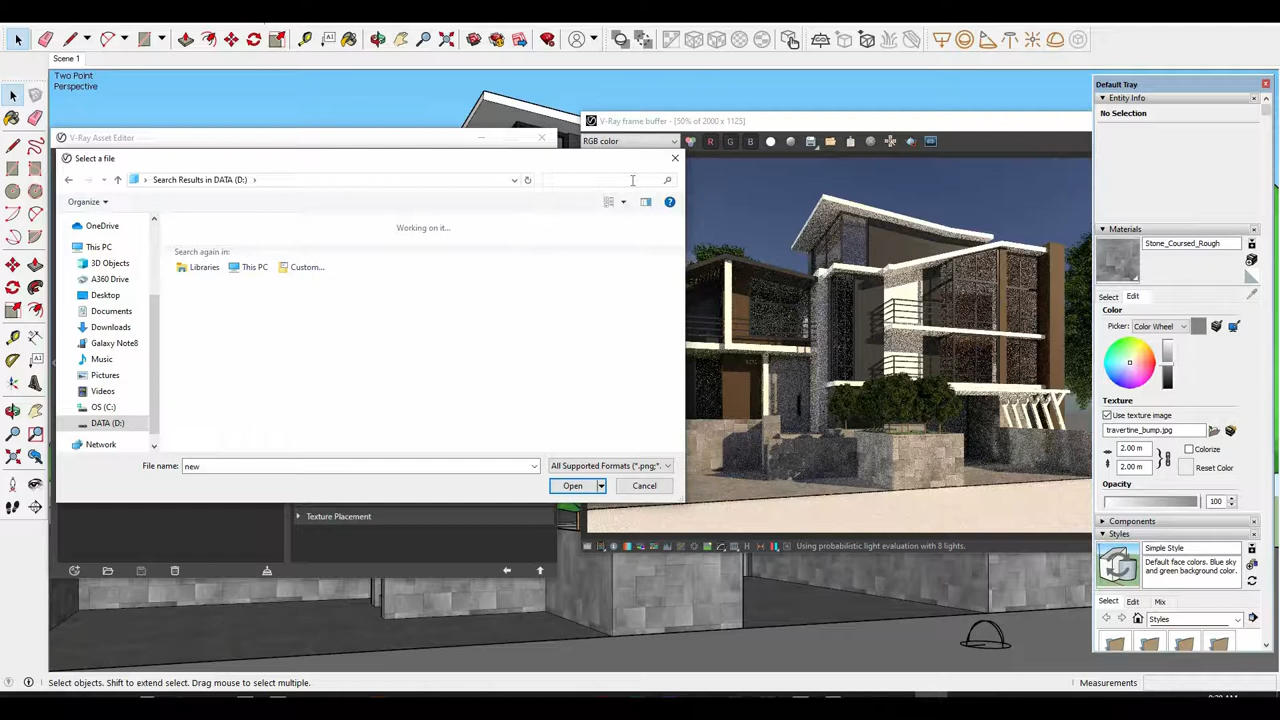 Scene 1
Two Point
Perspective
V-Ray Asset Editor
Select a file
Search Results in DATA (D:)
Organize
OneDrive
This PC
3D Objects
A360 Drive
Desktop
Documents
Downloads
Galaxy Note8
Music
Pictures
Videos
OS (C:)
DATA (D:)
Network
Working on it...
Search again in:
Libraries
This PC
Custom...
File name:
new
All Supported Formats (*.png;*.
Open
Cancel
Texture Placement
V-Ray frame buffer - [50% of 2000 x 1125]
RGB color
R
G
B
Using probabilistic light evaluation with 8 lights.
Default Tray
Entity Info
No Selection
Materials
Stone_Coursed_Rough
Select
Edit
Color
Picker:
Color Wheel
Texture
Use texture image
travertine_bump.jpg
2.00 m
Colorize
2.00 m
Reset Color
Opacity
100
Components
Styles
Simple Style
Default face colors. Blue sky
and green background color.
Select
Edit
Mix
Styles
Select objects. Shift to extend select. Drag mouse to select multiple.
Measurements